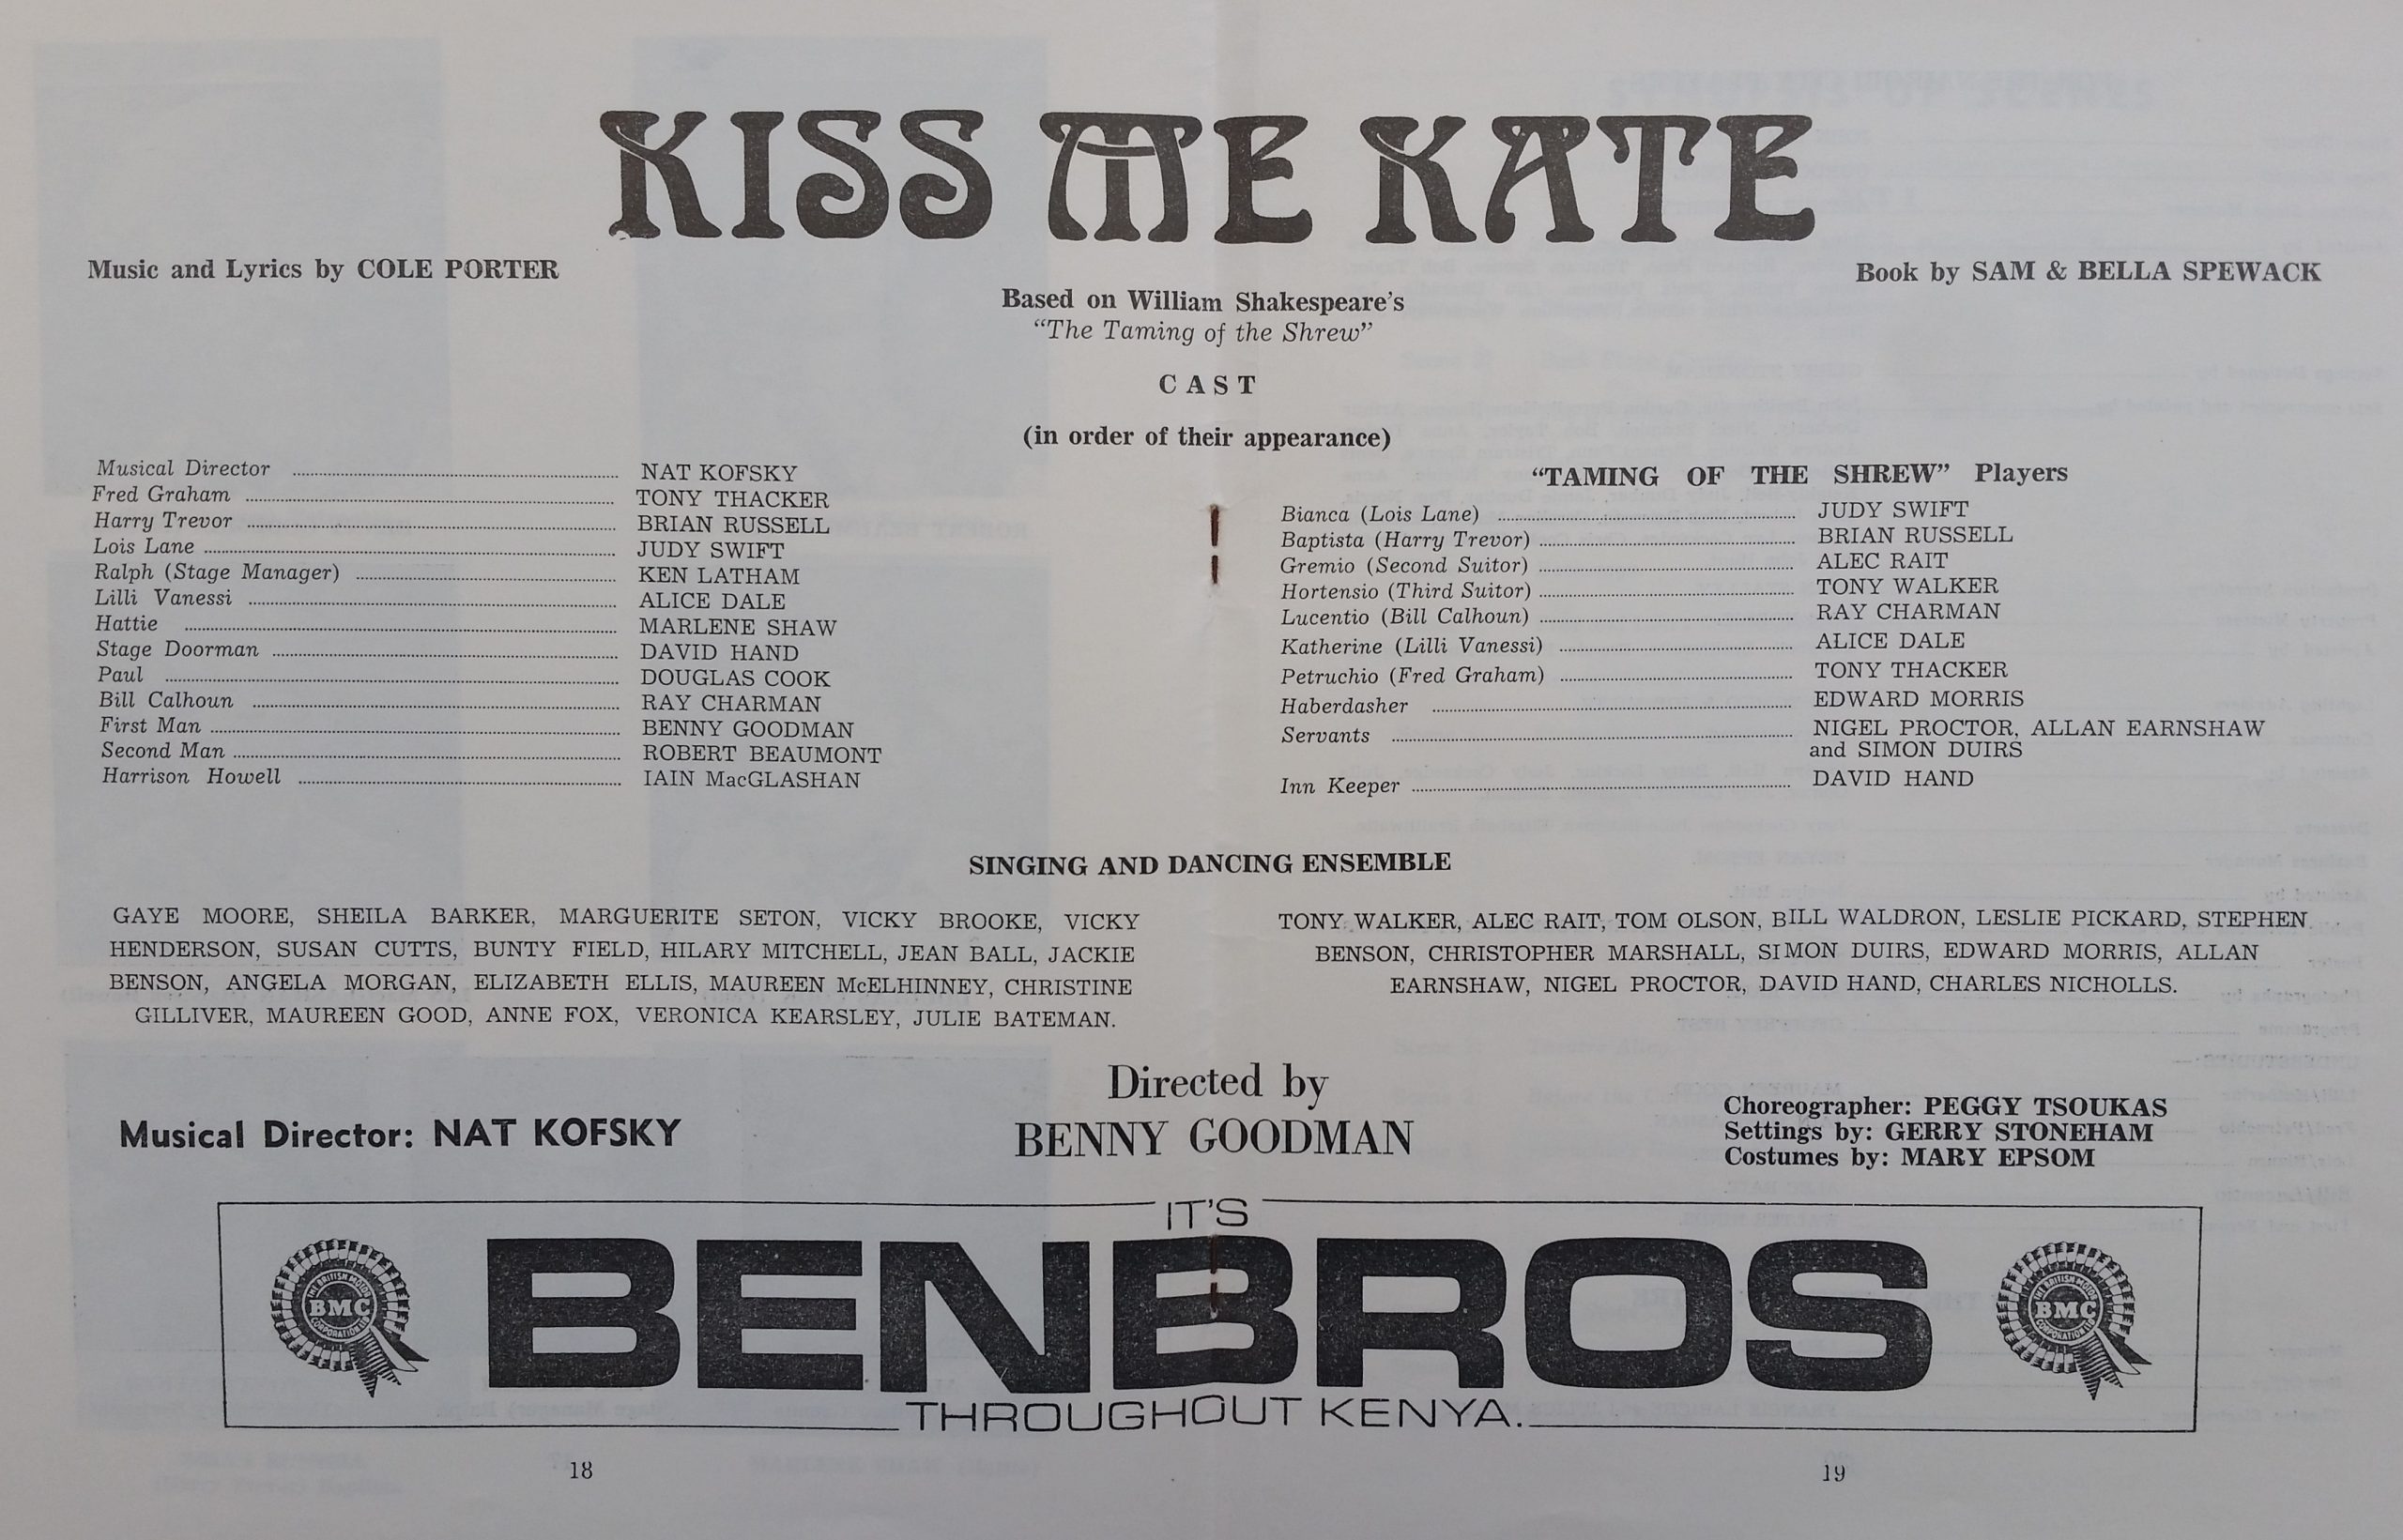 KISS ME KATE
Music and Lyrics by COLE PORTER
Book by SAM & BELLA SPEWACK
Based on William Shakespeare's
"The Taming of the Shrew"
CAST
(in order of their appearance)
Musical Director NAT KOFSKY
Fred Graham TONY THACKER
Harry Trevor BRIAN RUSSELL
Lois Lane JUDY SWIFT
Ralph (Stage Manager) KEN LATHAM
Lilli Vanessi ALICE DALE
Hattie MARLENE SHAW
Stage Doorman DAVID HAND
Paul DOUGLAS COOK
Bill Calhoun RAY CHARMAN
First Man BENNY GOODMAN
Second Man ROBERT BEAUMONT
Harrison Howell IAIN MacGLASHAN
"TAMING OF THE SHREW" Players
Bianca (Lois Lane) JUDY SWIFT
Baptista (Harry Trevor) BRIAN RUSSELL
Gremio (Second Suitor) ALEC RAIT
Hortensio (Third Suitor) TONY WALKER
Lucentio (Bill Calhoun) RAY CHARMAN
Katherine (Lilli Vanessi) ALICE DALE
Petruchio (Fred Graham) TONY THACKER
Haberdasher EDWARD MORRIS
Servants NIGEL PROCTOR, ALLAN EARNSHAW
and SIMON DUIRS
Inn Keeper DAVID HAND
SINGING AND DANCING ENSEMBLE
GAYE MOORE, SHEILA BARKER, MARGUERITE SETON, VICKY BROOKE, VICKY
HENDERSON, SUSAN CUTTS, BUNTY FIELD, HILARY MITCHELL, JEAN BALL, JACKIE
BENSON, ANGELA MORGAN, ELIZABETH ELLIS, MAUREEN McELHINNEY, CHRISTINE
GILLIVER, MAUREEN GOOD, ANNE FOX, VERONICA KEARSLEY, JULIE BATEMAN.
TONY WALKER, ALEC RAIT, TOM OLSON, BILL WALDRON, LESLIE PICKARD, STEPHEN
BENSON, CHRISTOPHER MARSHALL, SIMON DUIRS, EDWARD MORRIS, ALLAN
EARNSHAW, NIGEL PROCTOR, DAVID HAND, CHARLES NICHOLLS.
Musical Director: NAT KOFSKY
Directed by
BENNY GOODMAN
Choreographer: PEGGY TSOUKAS
Settings by: GERRY STONEHAM
Costumes by: MARY EPSOM
IT'S
THE BRITISH MOTOR
BMC
CORPORATION LTD
BENBROS
THE BRITISH MOTOR
BMC
CORPORATION LTD
THROUGHOUT KENYA.
18
19